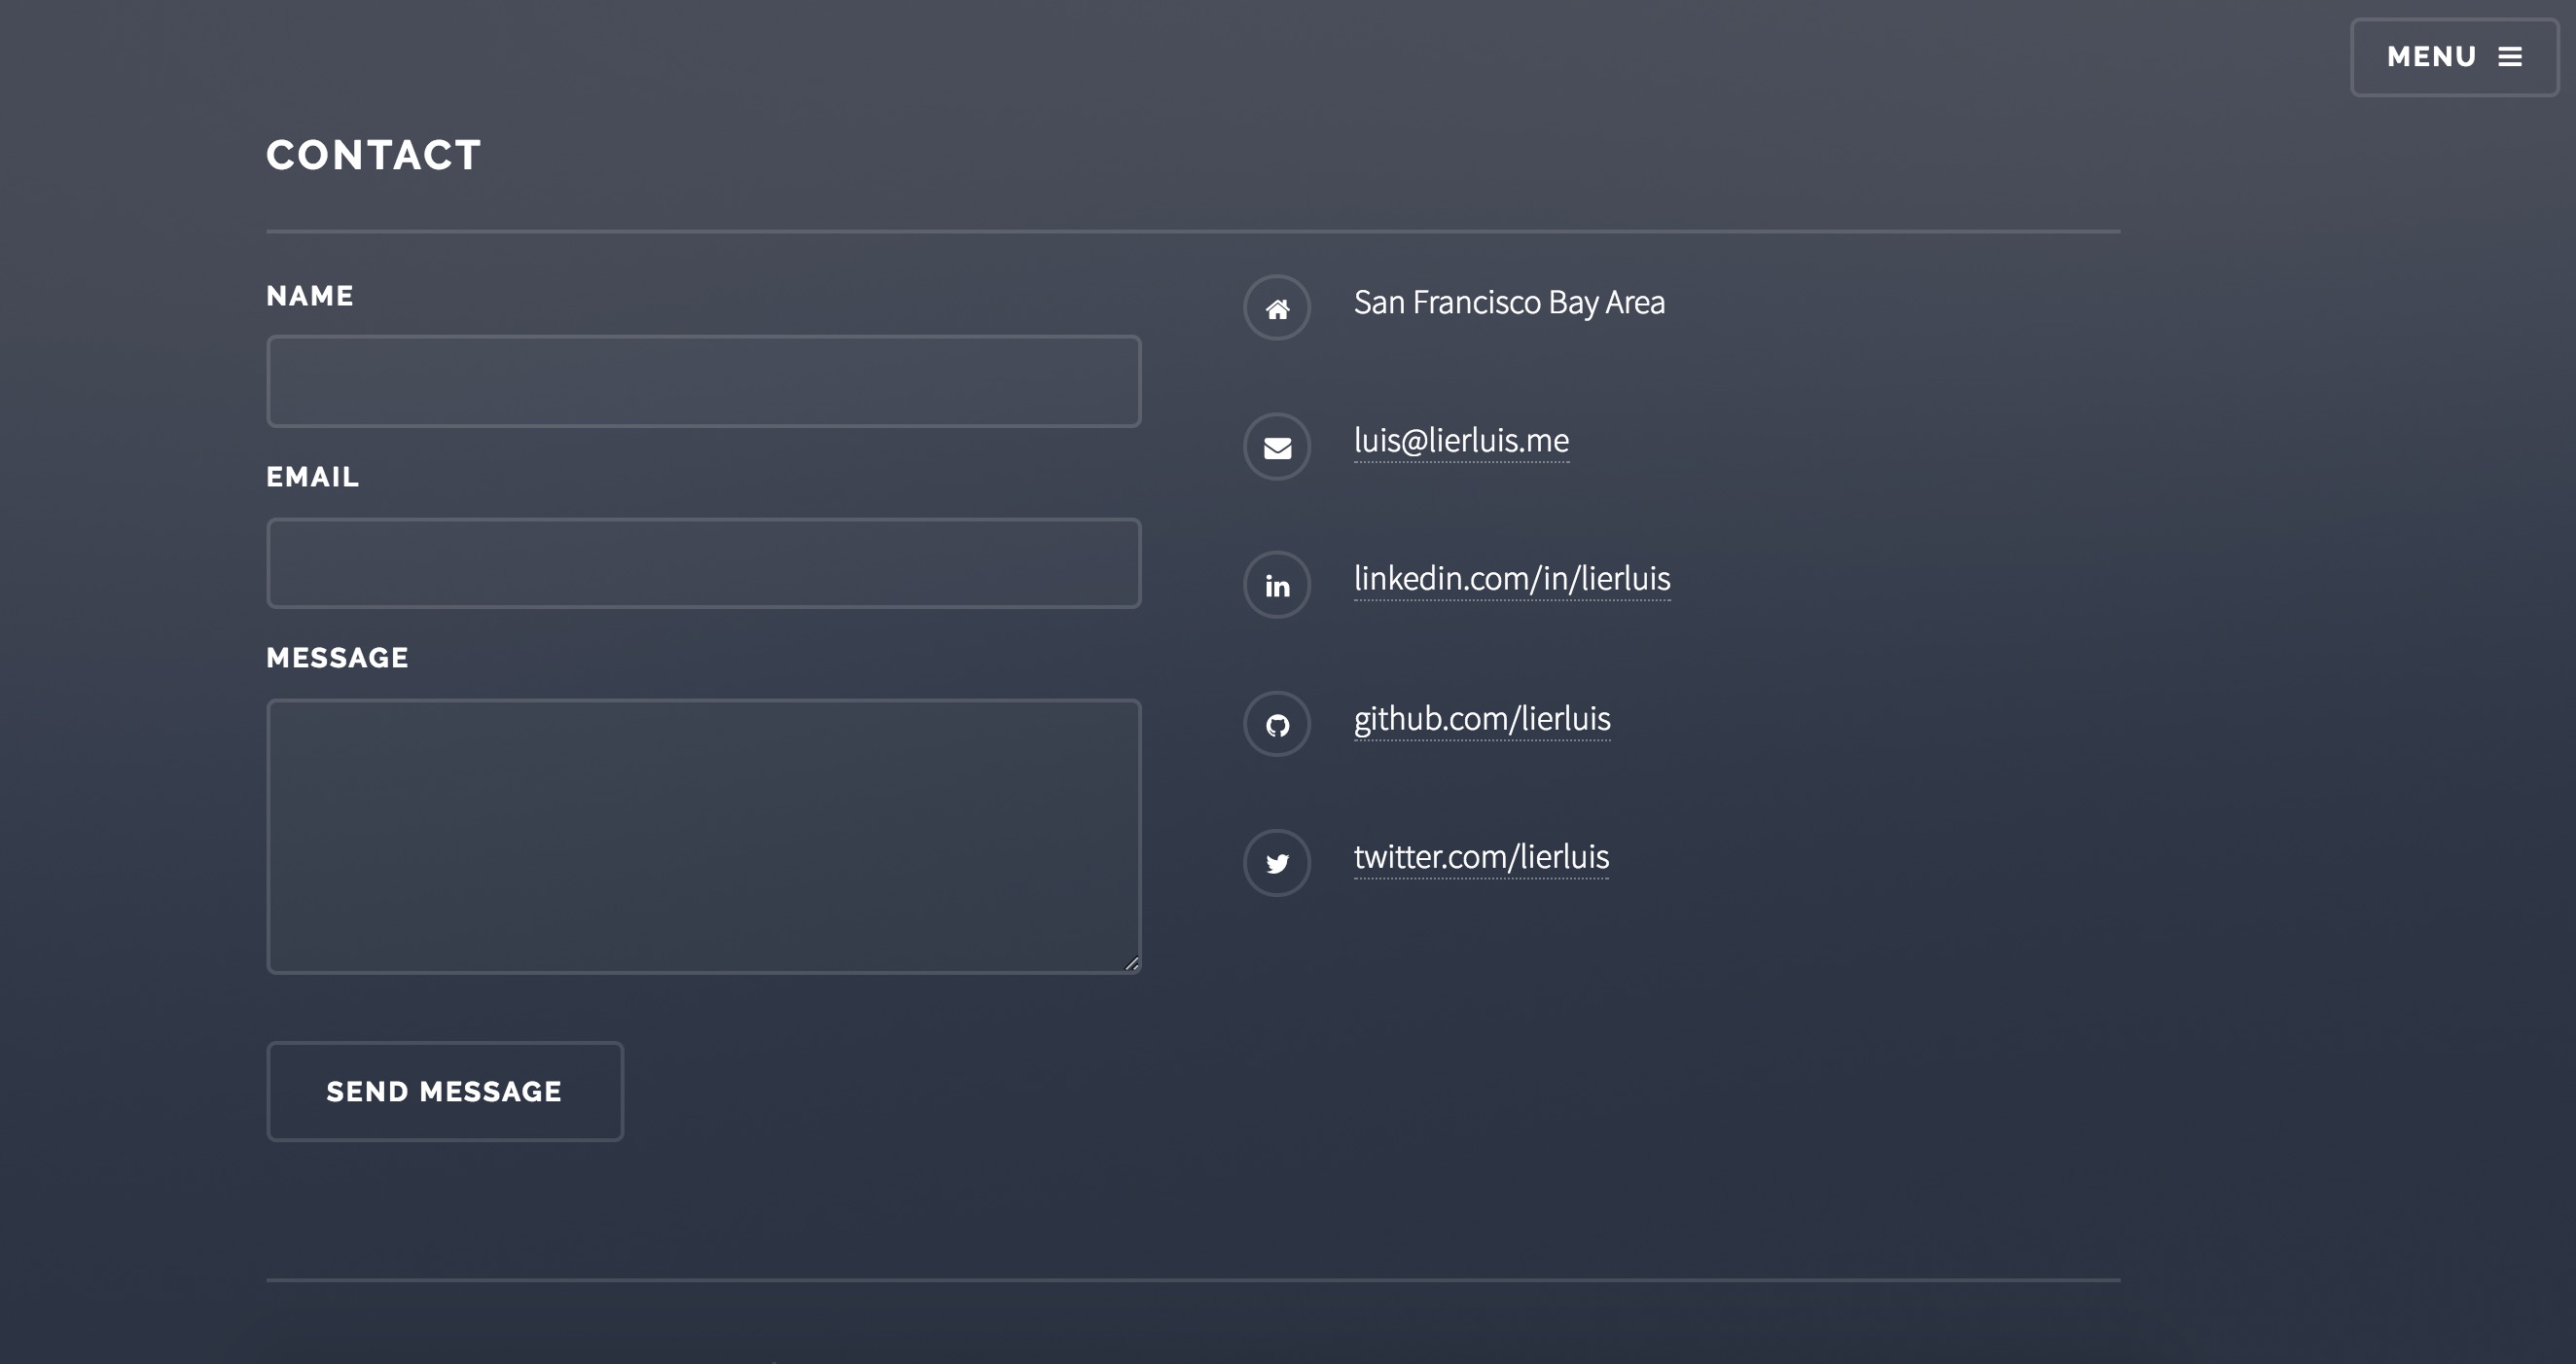 MENU
CONTACT
NAME
EMAIL
MESSAGE
SEND MESSAGE
San Francisco Bay Area
luis@lierluis.me
linkedin.com/in/lierluis
github.com/lierluis
twitter.com/lierluis